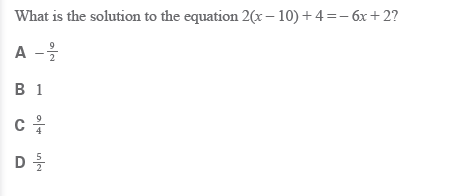 What is the solution to the equation 2(x – 10) + 4 = – 6x + 2?
A – 9/2
B 1
C 9/4
D 5/2